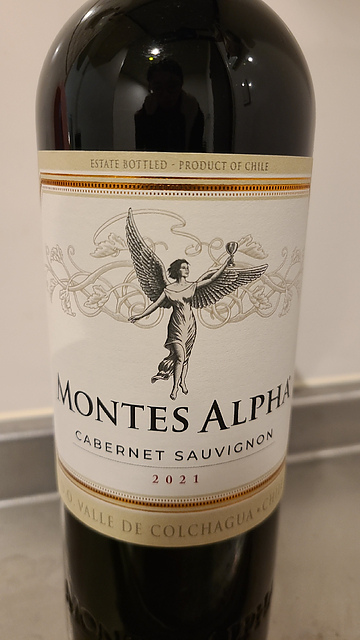 ESTATE BOTTLED - PRODUCT OF CHILE
MONTES ALPHA
CABERNET SAUVIGNON
2021
VALLE DE COLCHAGUA